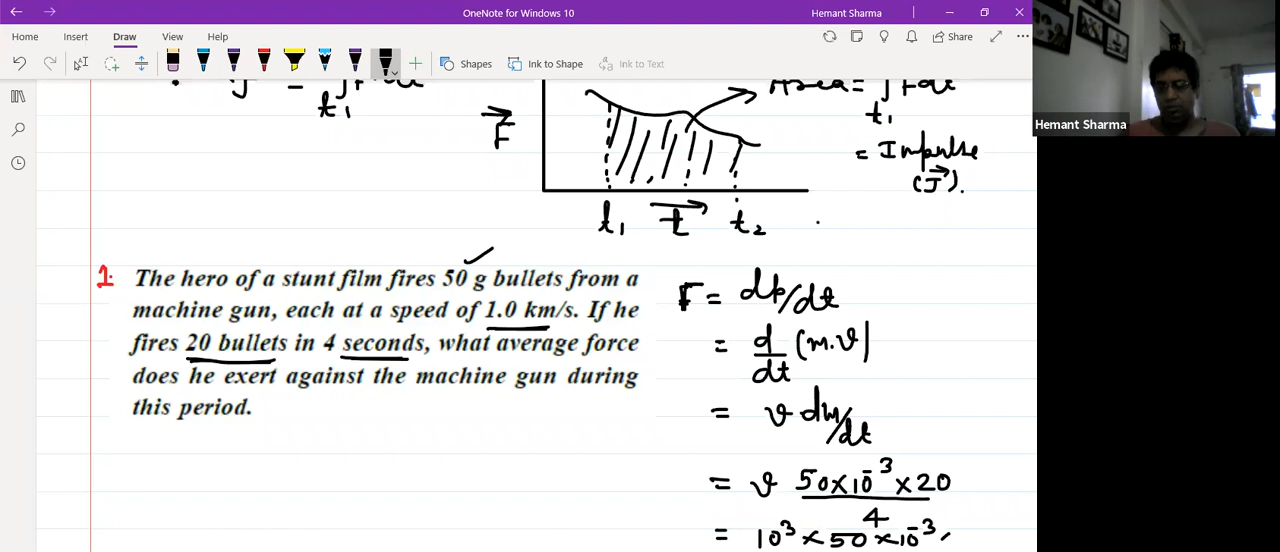 OneNote for Windows 10
Hemant Sharma
Home Insert Draw View Help
Share
Shapes Ink to Shape Ink to Text
t₁
F→
Area = ∫ F dt
t₁
= Impulse
(J→).
t₁ t→ t₂
Hemant Sharma
1. The hero of a stunt film fires 50 g bullets from a
machine gun, each at a speed of 1.0 km/s. If he
fires 20 bullets in 4 seconds, what average force
does he exert against the machine gun during
this period.
F = dp/dt
= d/dt (m.v)
= v dm/dt
= v 50×10⁻³×20 / 4
= 10³ × 50 × 10⁻³